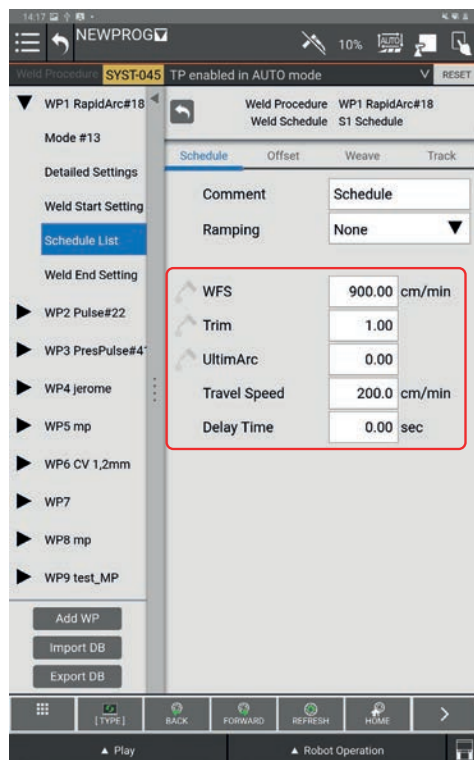 14:17
NEWPROG
10%
AUTO
Weld Procedure SYST-045 TP enabled in AUTO mode RESET
WP1 RapidArc#18
Mode #13
Detailed Settings
Weld Start Setting
Schedule List
Weld End Setting
WP2 Pulse#22
WP3 PresPulse#4
WP4 jerome
WP5 mp
WP6 CV 1,2mm
WP7
WP8 mp
WP9 test_MP
Add WP
Import DB
Export DB
Weld Procedure WP1 RapidArc#18
Weld Schedule S1 Schedule
Schedule Offset Weave Track
Comment Schedule
Ramping None
WFS 900.00 cm/min
Trim 1.00
UltimArc 0.00
Travel Speed 200.0 cm/min
Delay Time 0.00 sec
[ TYPE ] BACK FORWARD REFRESH HOME
Play Robot Operation